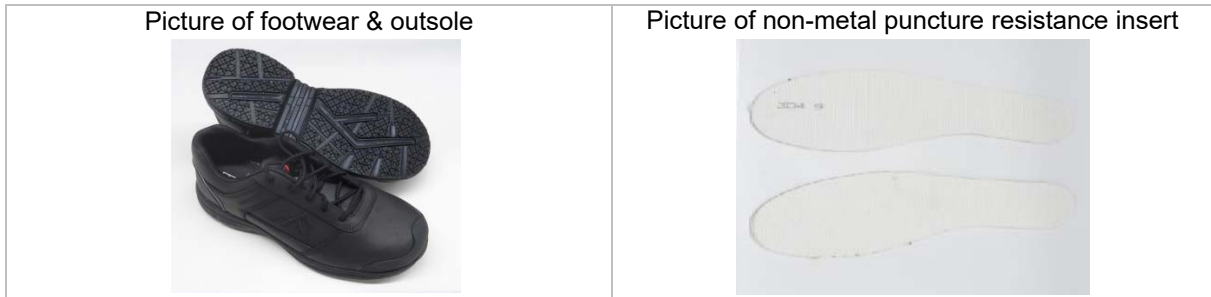 Picture of footwear & outsole
Picture of non-metal puncture resistance insert